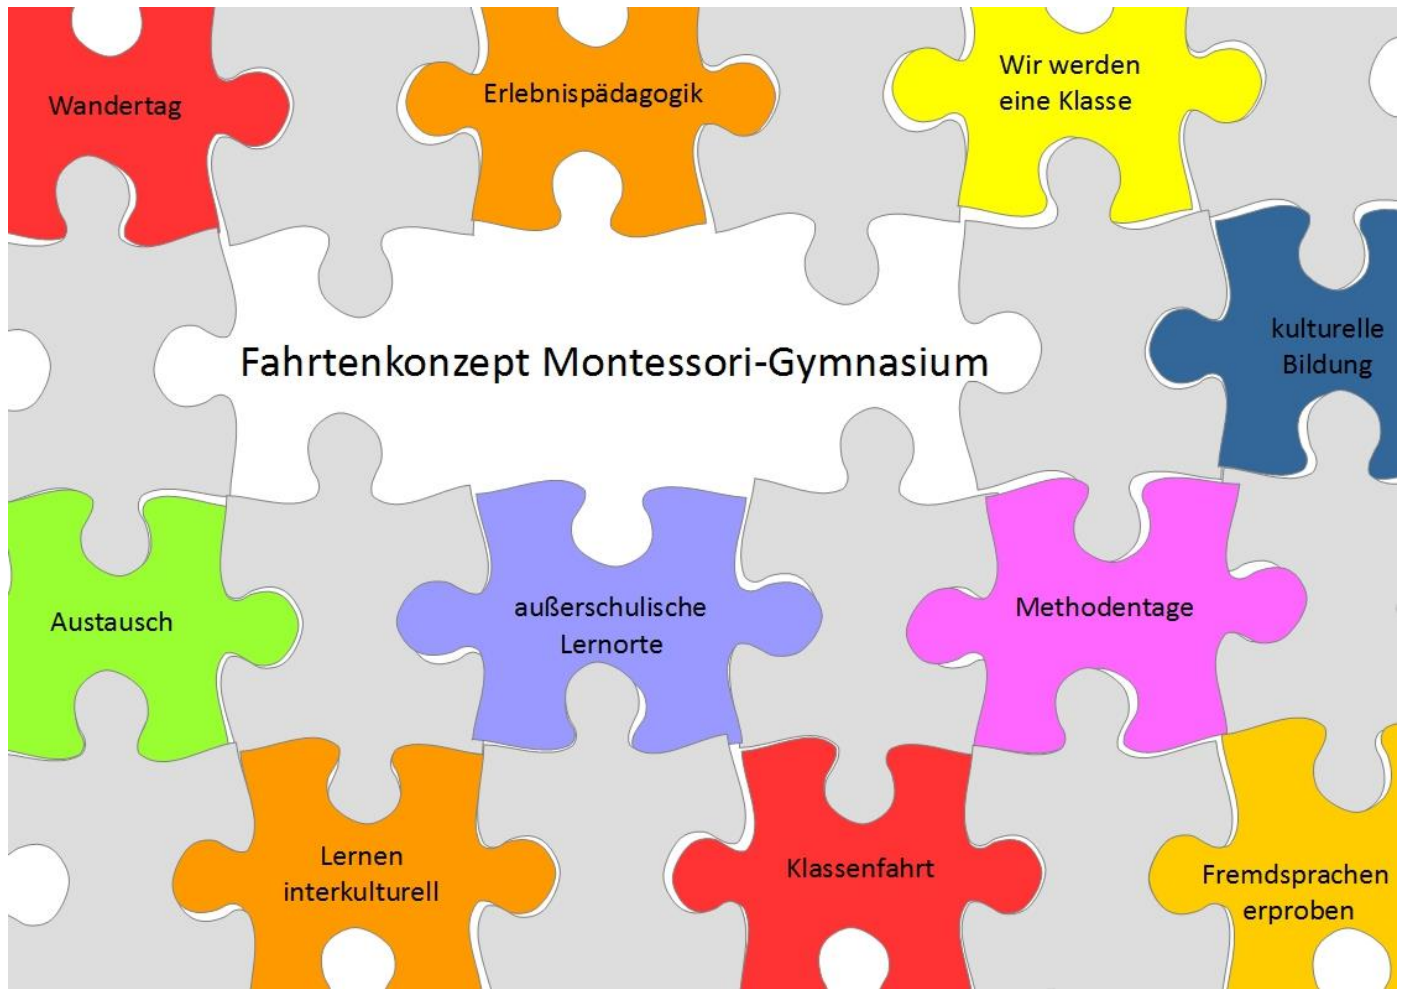 Wandertag
Erlebnispädagogik
Wir werden
eine Klasse
kulturelle
Bildung
Fahrtenkonzept Montessori-Gymnasium
Austausch
außerschulische
Lernorte
Methodentage
Lernen
interkulturell
Klassenfahrt
Fremdsprachen
erproben